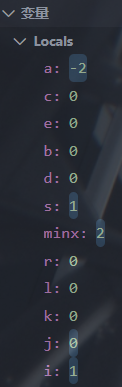 变量
Locals
a: -2
c: 0
e: 0
b: 0
d: 0
s: 1
minx: 2
r: 0
l: 0
k: 0
j: 0
i: 1